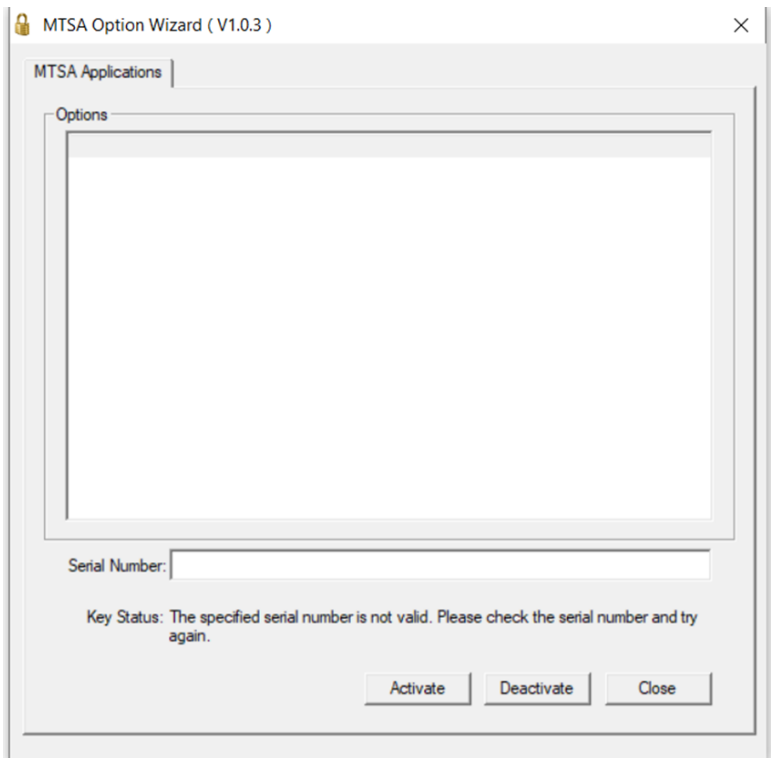 MTSA Option Wizard ( V1.0.3 )
MTSA Applications
Options
Serial Number:
Key Status: The specified serial number is not valid. Please check the serial number and try
again.
Activate Deactivate Close